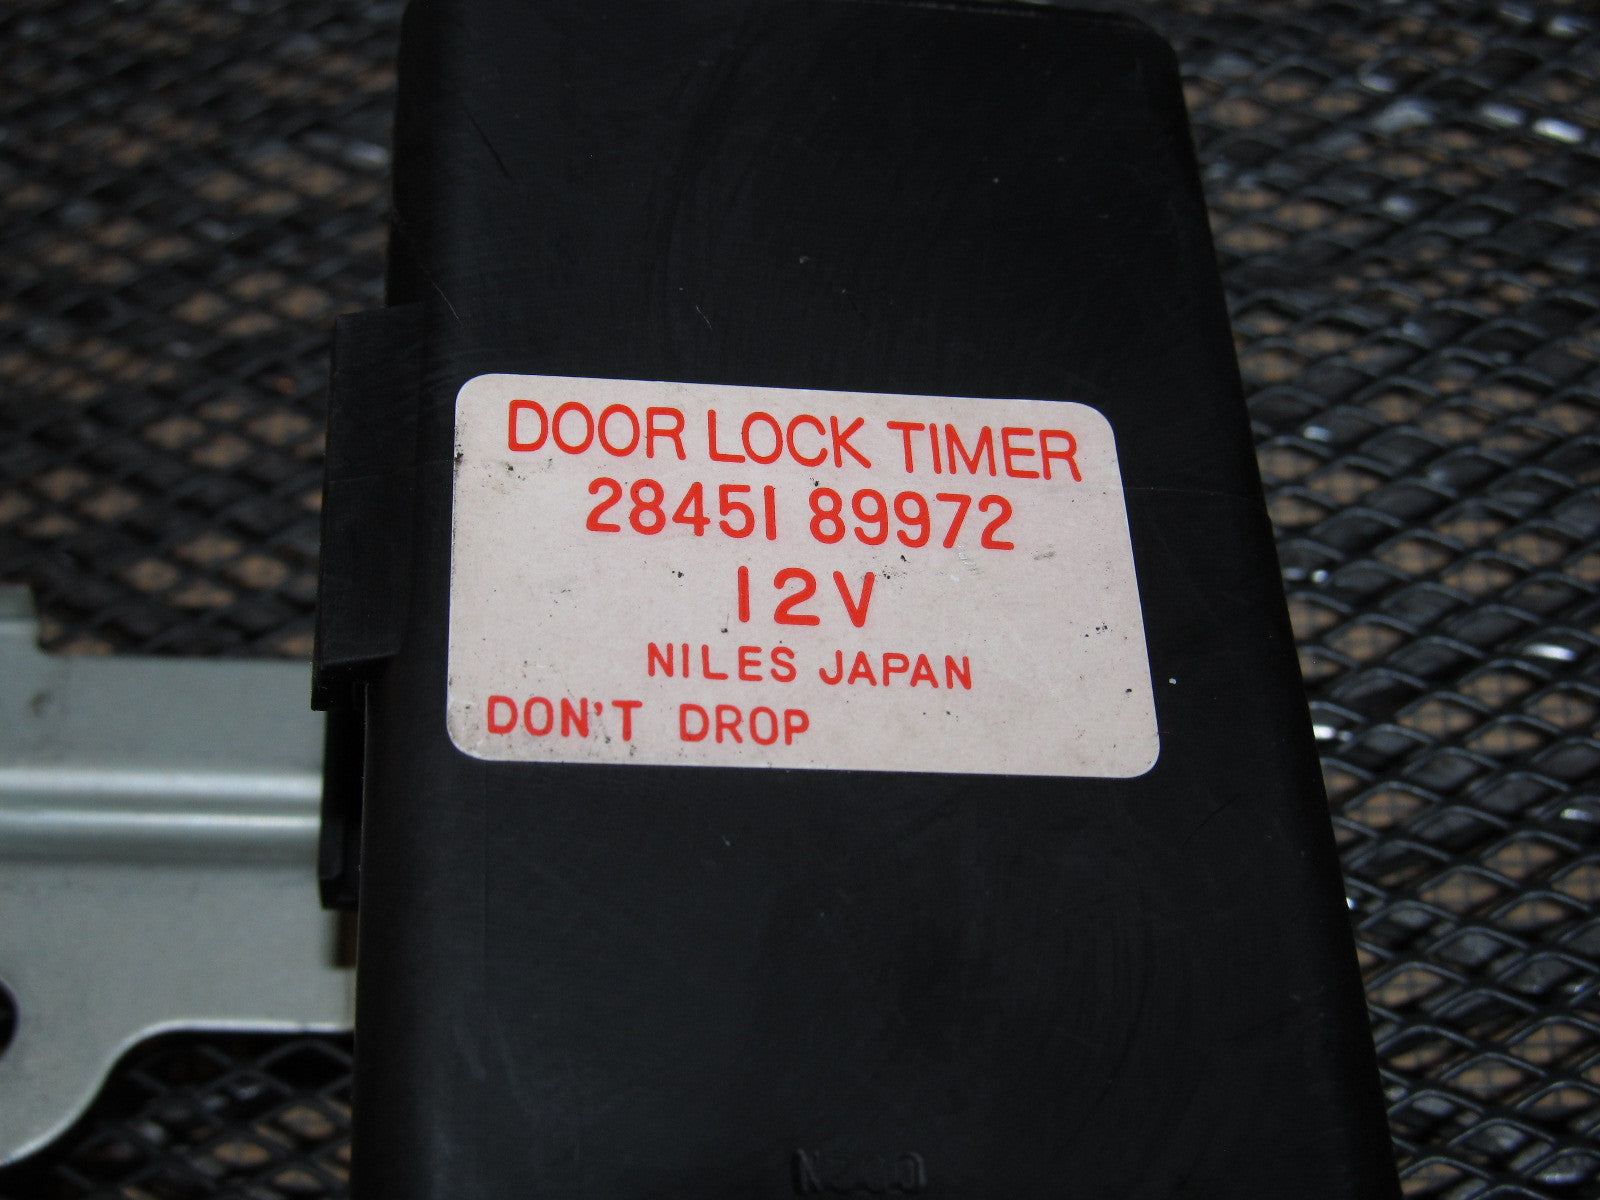 DOOR LOCK TIMER
28451 89972
12V
NILES JAPAN
DON'T DROP